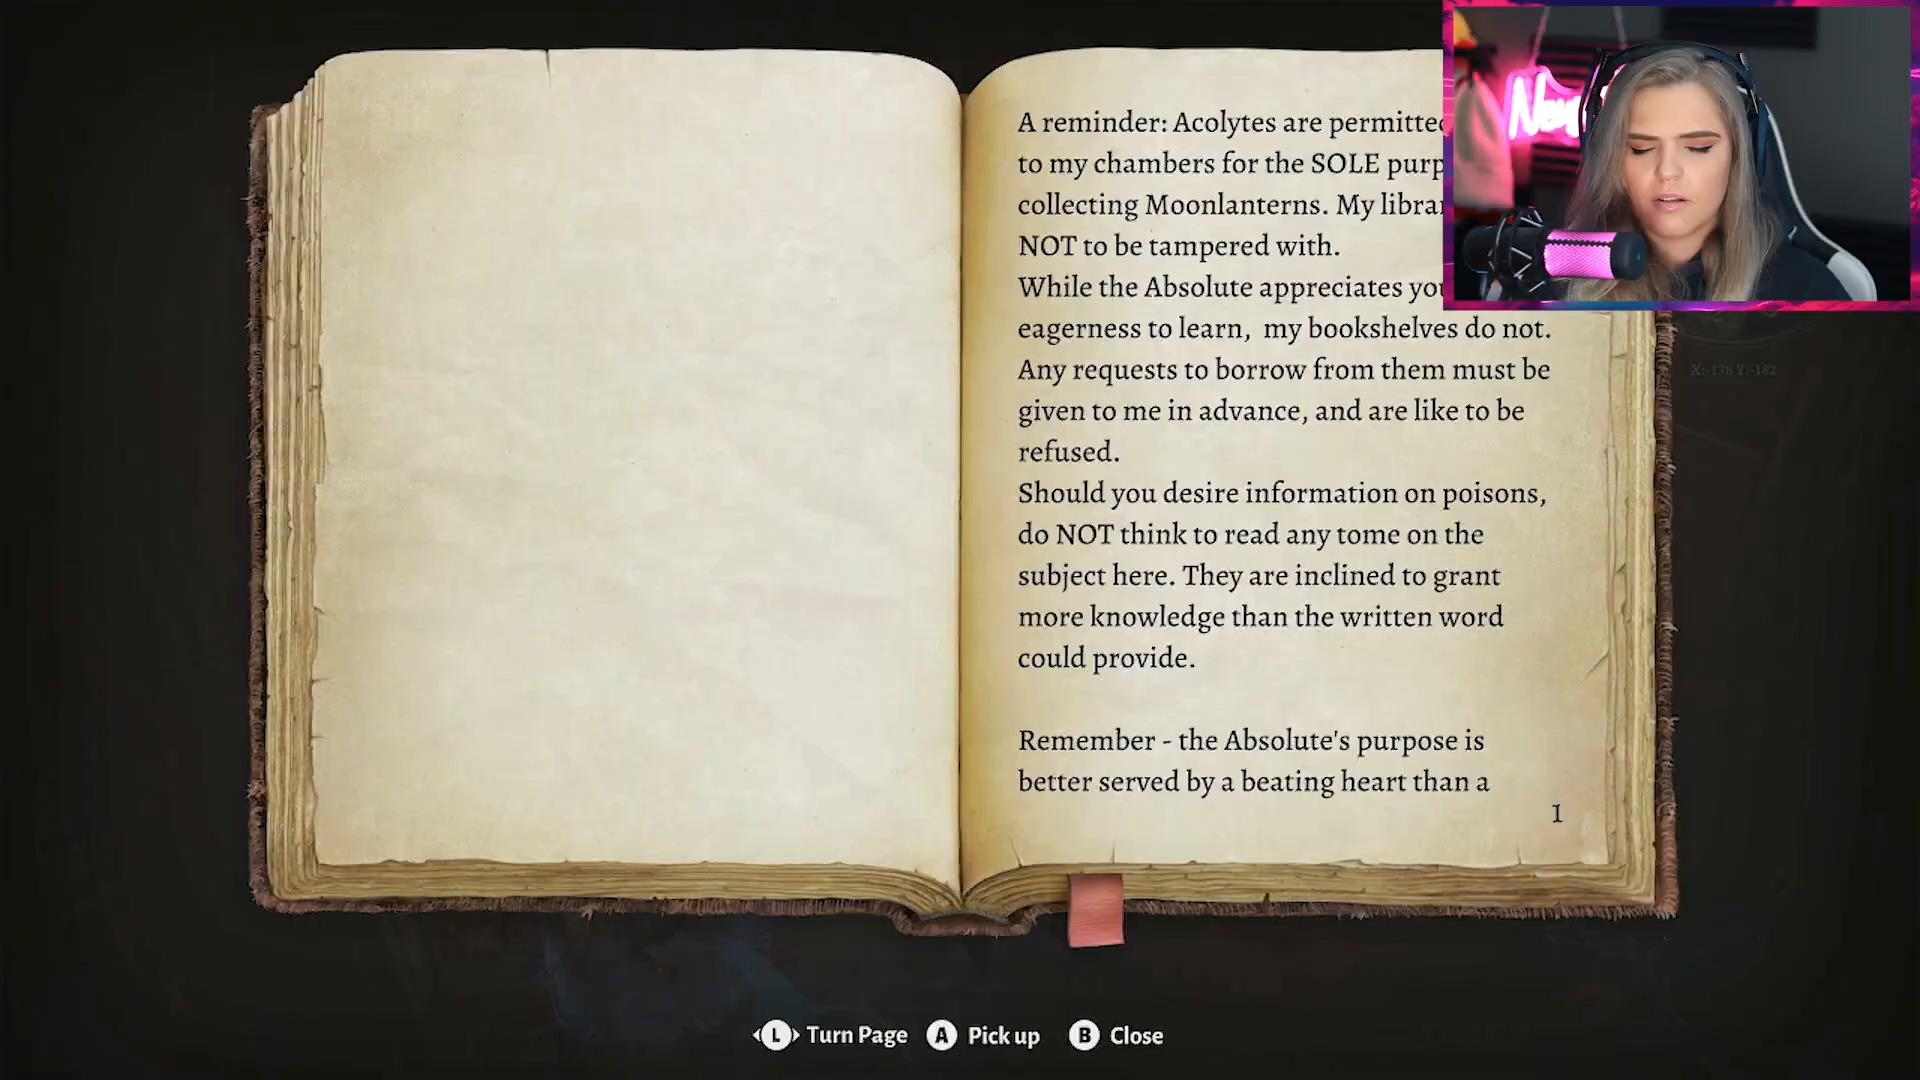 A reminder: Acolytes are permitted
to my chambers for the SOLE
collecting Moonlanterns. My
NOT to be tampered with.
While the Absolute appreciates
eagerness to learn,  my bookshelves do not.
Any requests to borrow from them must be
given to me in advance, and are like to be
refused.
Should you desire information on poisons,
do NOT think to read any tome on the
subject here. They are inclined to grant
more knowledge than the written word
could provide.
Remember - the Absolute's purpose is
better served by a beating heart than a
1
X:-138 Y:-182
L Turn Page A Pick up B Close